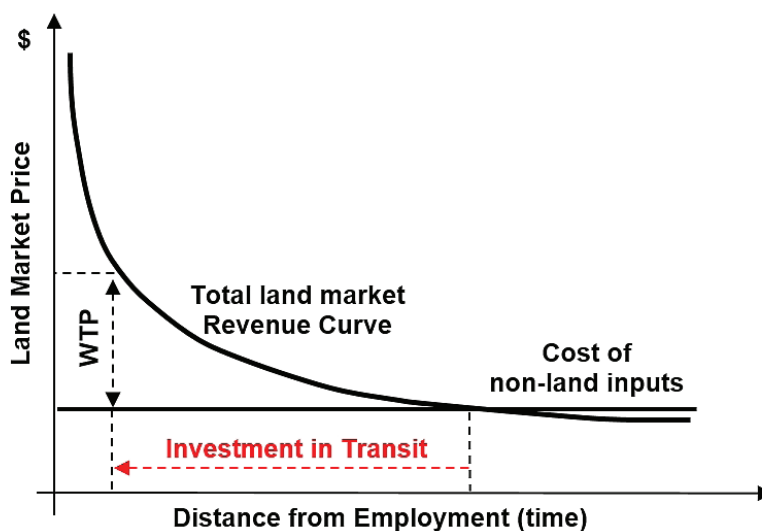 $
Land Market Price
WTP
Total land market
Revenue Curve
Cost of
non-land inputs
Investment in Transit
Distance from Employment (time)